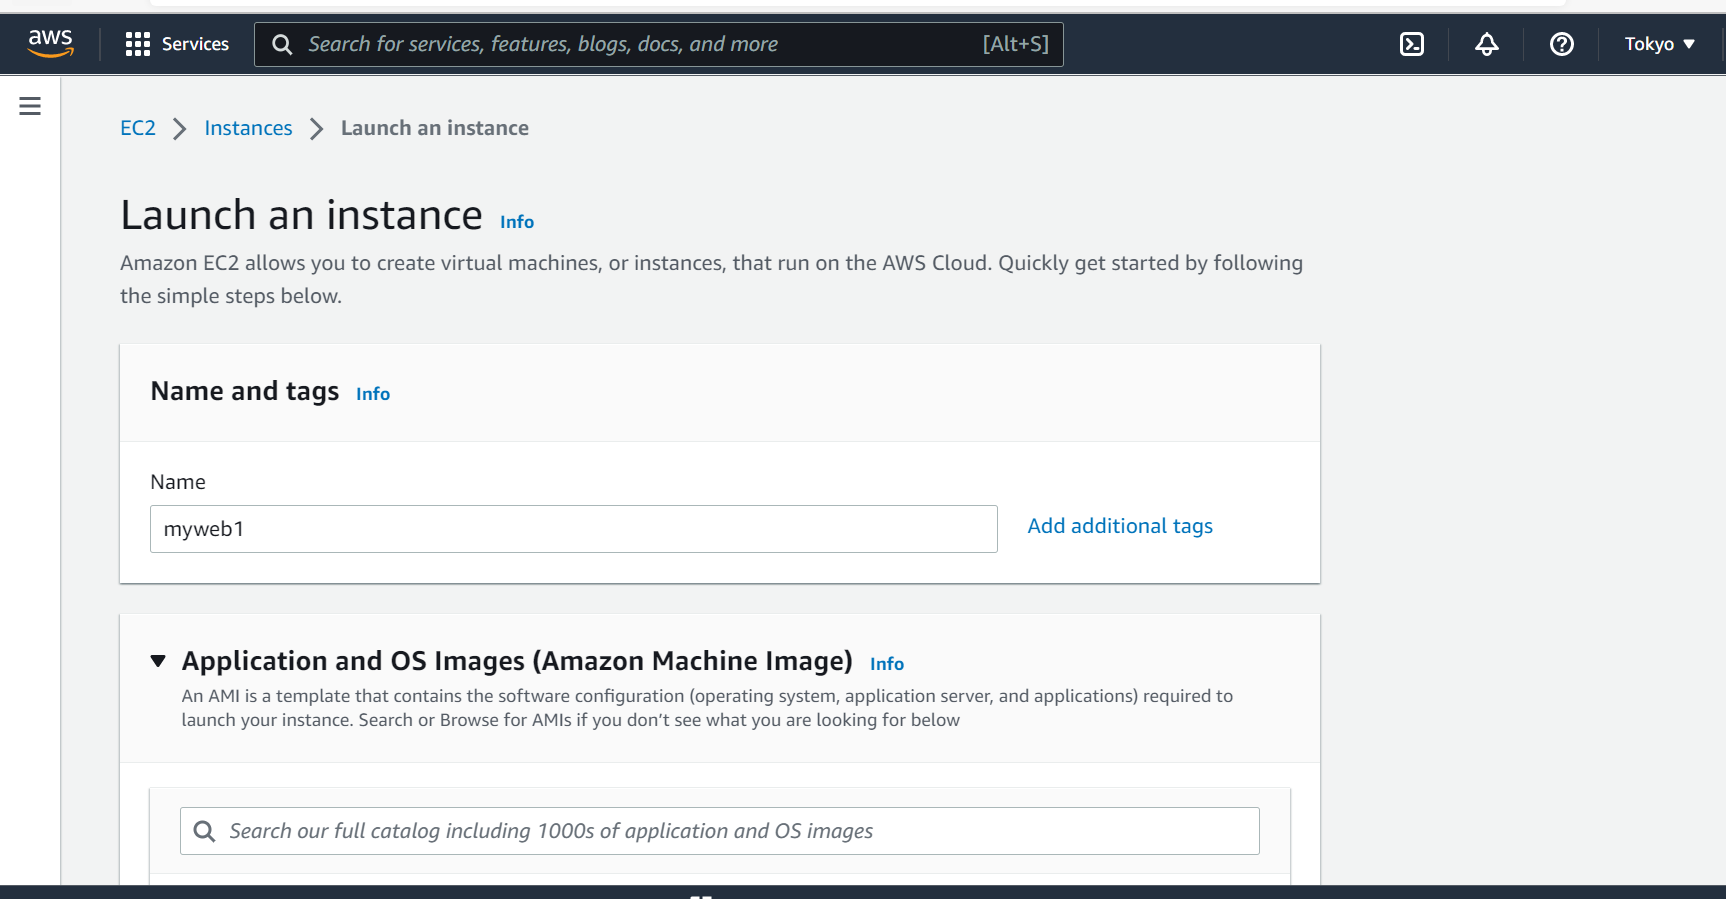 aws
Services
Search for services, features, blogs, docs, and more
[Alt+S]
Tokyo
EC2
Instances
Launch an instance
Launch an instance
Info
Amazon EC2 allows you to create virtual machines, or instances, that run on the AWS Cloud. Quickly get started by following
the simple steps below.
Name and tags
Info
Name
myweb1
Add additional tags
Application and OS Images (Amazon Machine Image)
Info
An AMI is a template that contains the software configuration (operating system, application server, and applications) required to
launch your instance. Search or Browse for AMIs if you don’t see what you are looking for below
Search our full catalog including 1000s of application and OS images